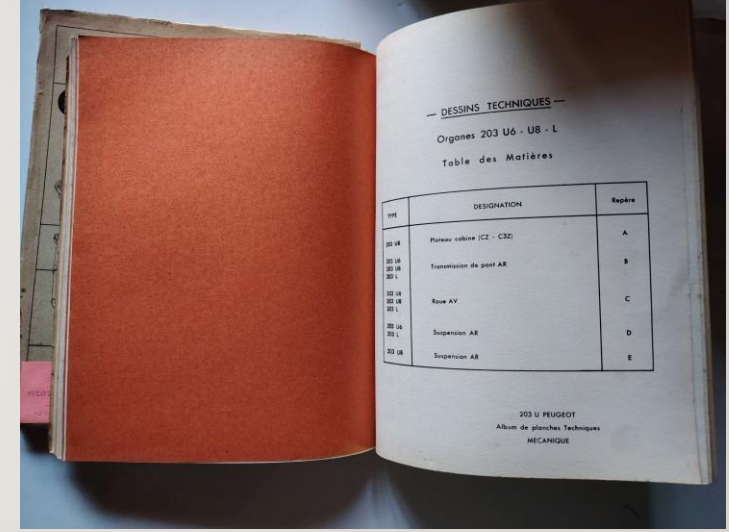 — DESSINS TECHNIQUES —
Organes 203 U6 - U8 - L
Table des Matières
TYPE DESIGNATION Repère
203 U8 Plateau cabine (CZ - C3Z) A
203 U6
203 U8 Transmission de pont AR B
203 L
203 U6
203 U8 Roue AV C
203 L
203 U6
203 L Suspension AR D
203 U8 Suspension AR E
203 U PEUGEOT
Album de planches Techniques
MECANIQUE